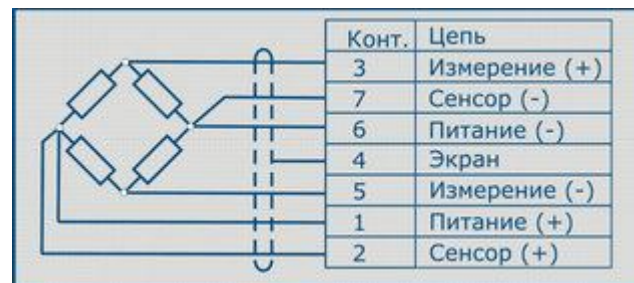 Конт. Цепь
3 Измерение (+)
7 Сенсор (-)
6 Питание (-)
4 Экран
5 Измерение (-)
1 Питание (+)
2 Сенсор (+)